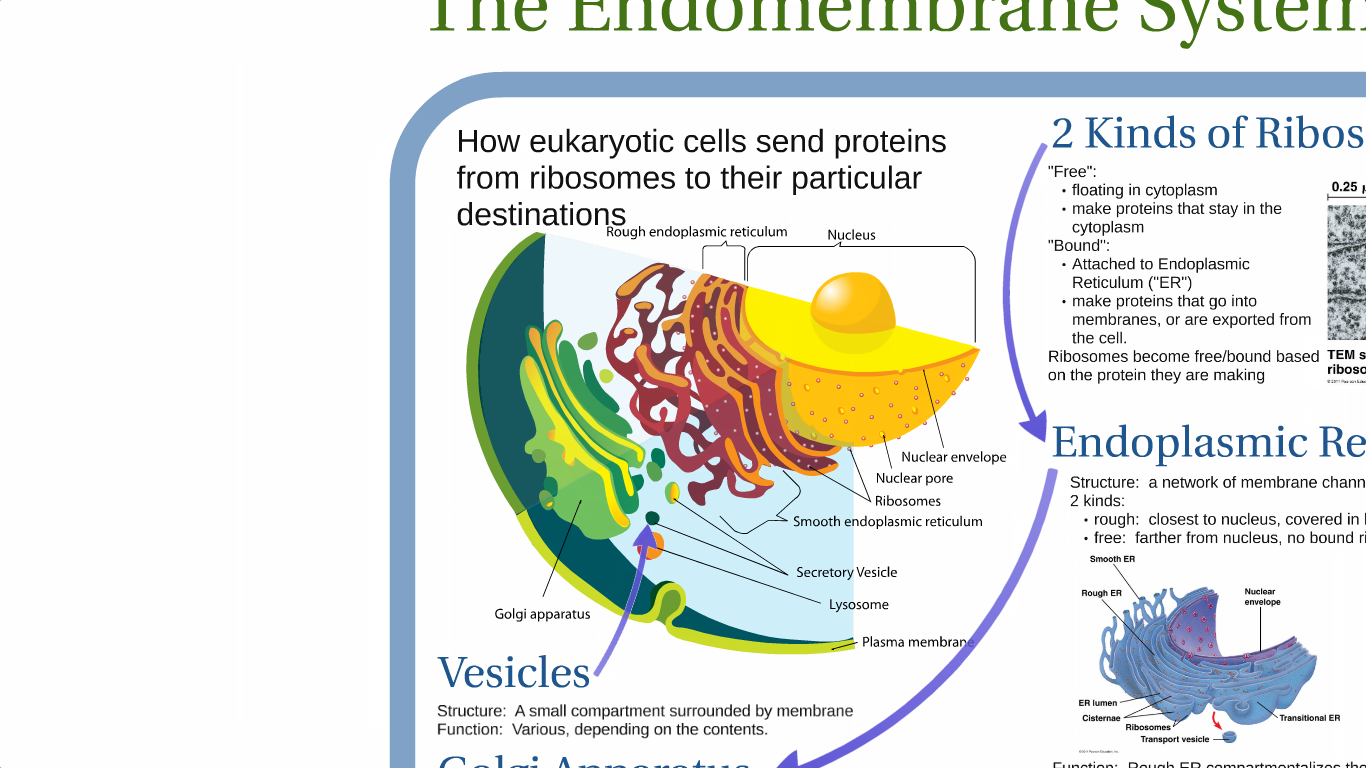 The Endomembrane System
How eukaryotic cells send proteins
from ribosomes to their particular
destinations
Rough endoplasmic reticulum
Nucleus
Nuclear envelope
Nuclear pore
Ribosomes
Smooth endoplasmic reticulum
Secretory Vesicle
Lysosome
Golgi apparatus
Plasma membrane
Vesicles
Structure: A small compartment surrounded by membrane
Function: Various, depending on the contents.
Golgi Apparatus
2 Kinds of Ribos
"Free":
• floating in cytoplasm
• make proteins that stay in the
cytoplasm
"Bound":
• Attached to Endoplasmic
Reticulum ("ER")
• make proteins that go into
membranes, or are exported from
the cell.
Ribosomes become free/bound based
on the protein they are making
0.25
TEM s
riboso
Endoplasmic Re
Structure: a network of membrane chann
2 kinds:
• rough: closest to nucleus, covered in
• free: farther from nucleus, no bound ri
Smooth ER
Rough ER
Nuclear
envelope
ER lumen
Cisternae
Ribosomes
Transport vesicle
Transitional ER
Function: Rough ER compartmentalizes the